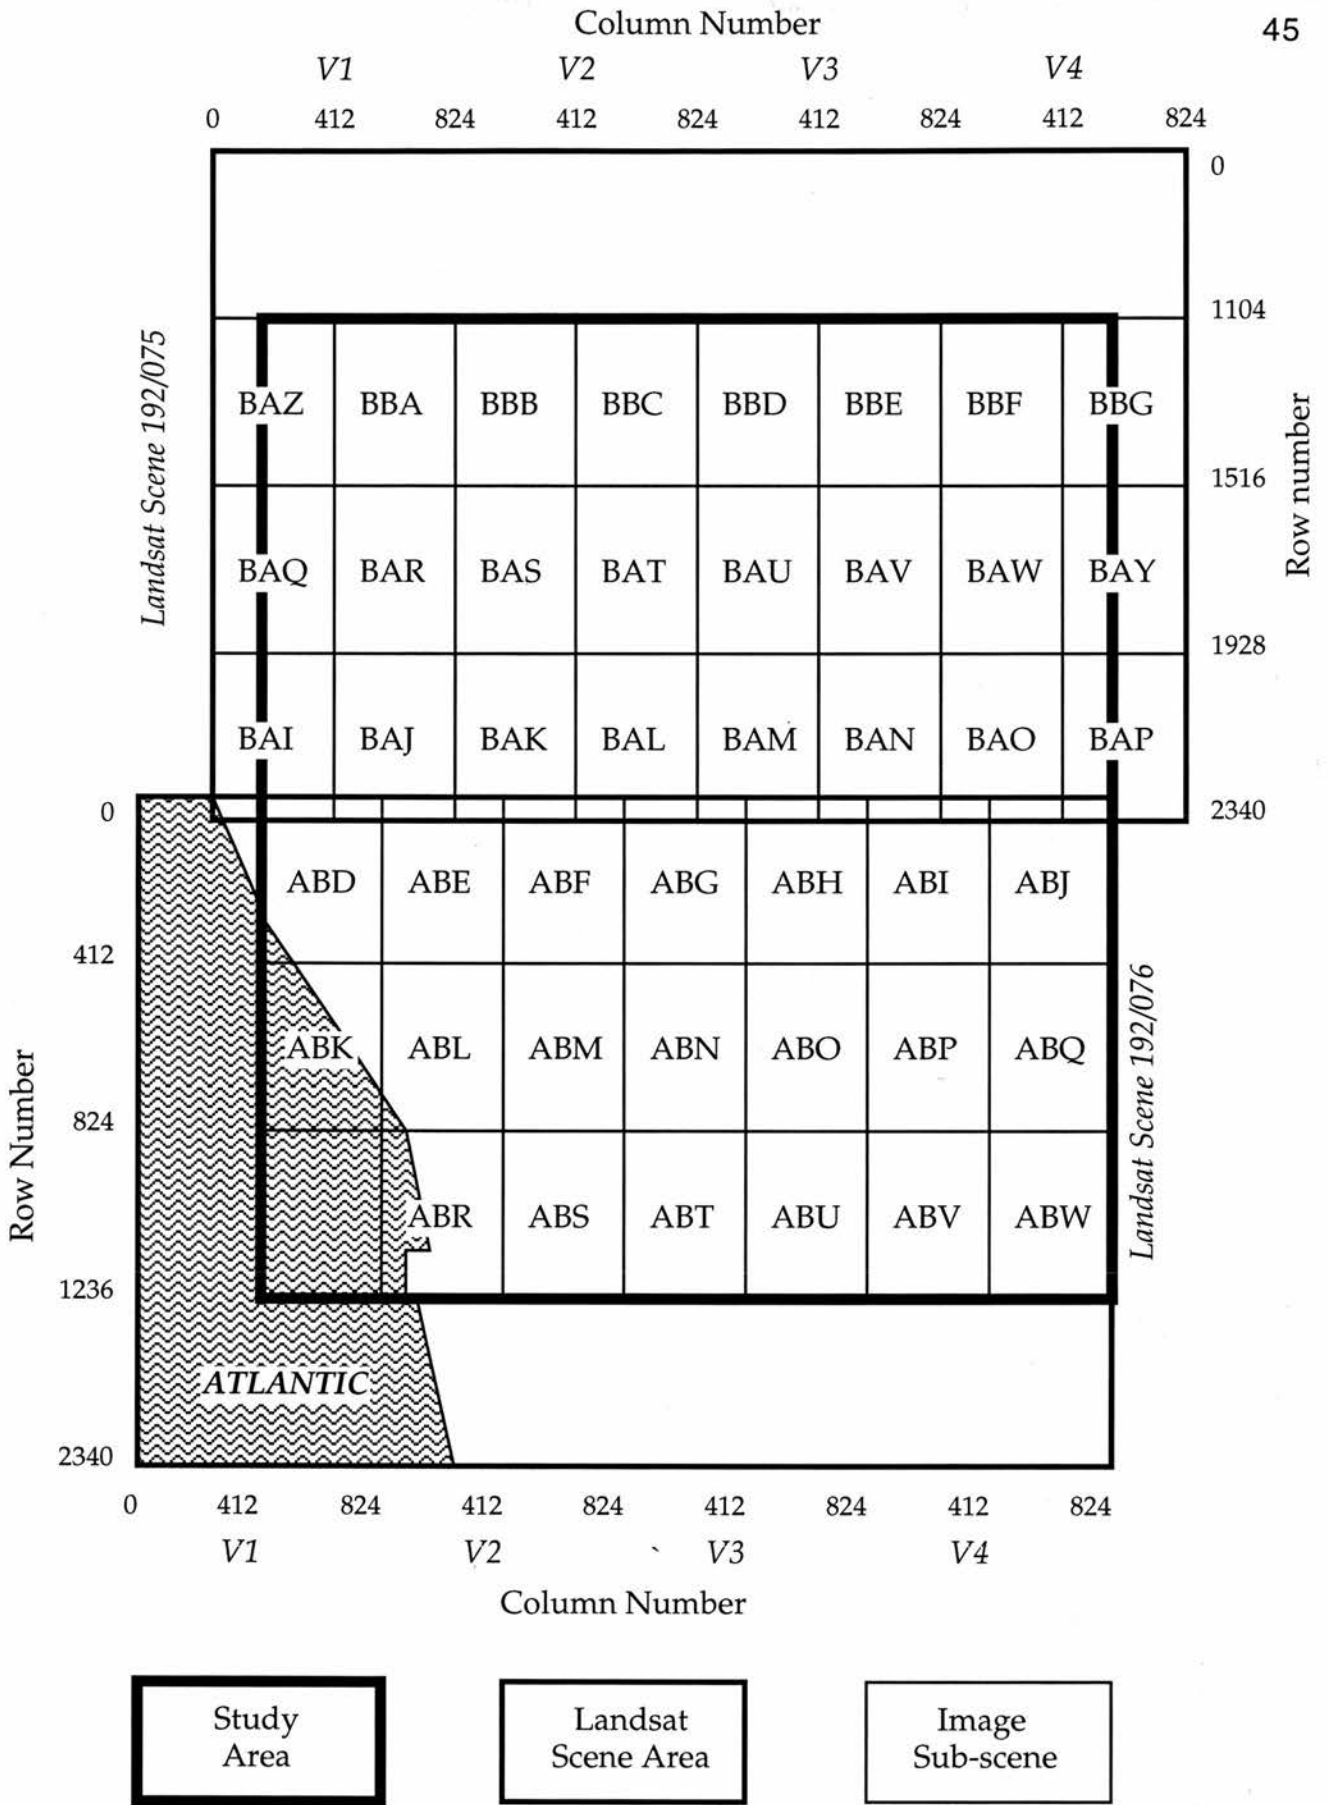 Column Number
45
V1 V2 V3 V4
0 412 824 412 824 412 824 412 824
0
1104
Landsat Scene 192/075
BAZ BBA BBB BBC BBD BBE BBF BBG
Row number
1516
BAQ BAR BAS BAT BAU BAV BAW BAY
1928
BAI BAJ BAK BAL BAM BAN BAO BAP
0
2340
ABD ABE ABF ABG ABH ABI ABJ
412
Landsat Scene 192/076
ABK ABL ABM ABN ABO ABP ABQ
Row Number
824
ABR ABS ABT ABU ABV ABW
1236
ATLANTIC
2340
0 412 824 412 824 412 824 412 824
V1 V2 V3 V4
Column Number
Study
Area
Landsat
Scene Area
Image
Sub-scene